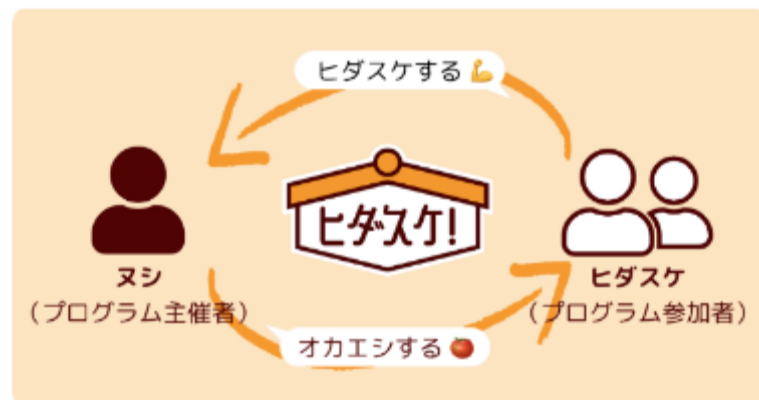 ヒダスケする💪
ヒダスケ!
ヌシ
（プログラム主催者）
ヒダスケ
（プログラム参加者）
オカエシする🍅